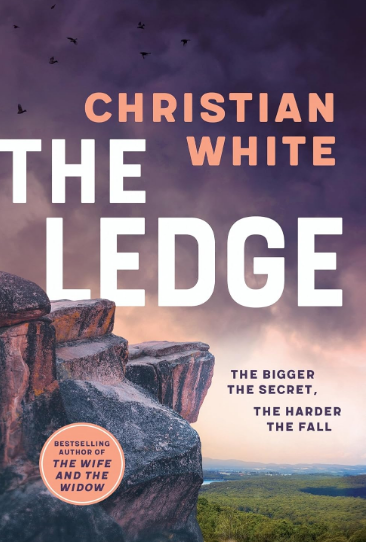 CHRISTIAN
WHITE
THE
LEDGE
THE BIGGER
THE SECRET,
THE HARDER
THE FALL
BESTSELLING
AUTHOR OF
THE WIFE
AND THE
WIDOW